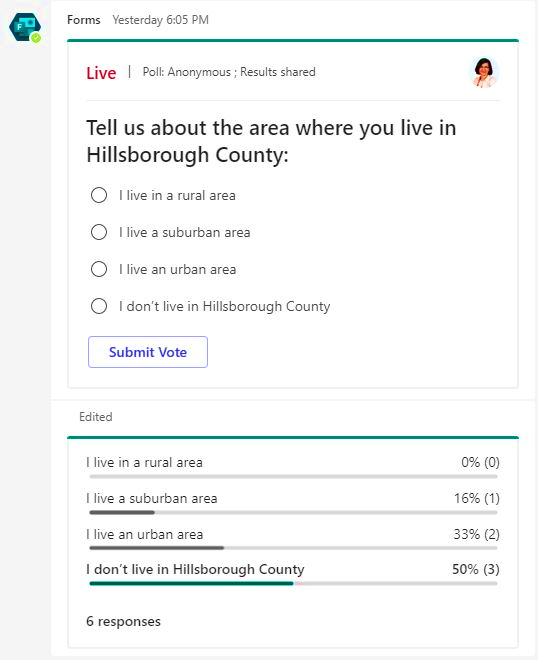 Forms Yesterday 6:05 PM
Live | Poll: Anonymous ; Results shared
Tell us about the area where you live in
Hillsborough County:
I live in a rural area
I live a suburban area
I live an urban area
I don’t live in Hillsborough County
Submit Vote
Edited
I live in a rural area 0% (0)
I live a suburban area 16% (1)
I live an urban area 33% (2)
I don’t live in Hillsborough County 50% (3)
6 responses